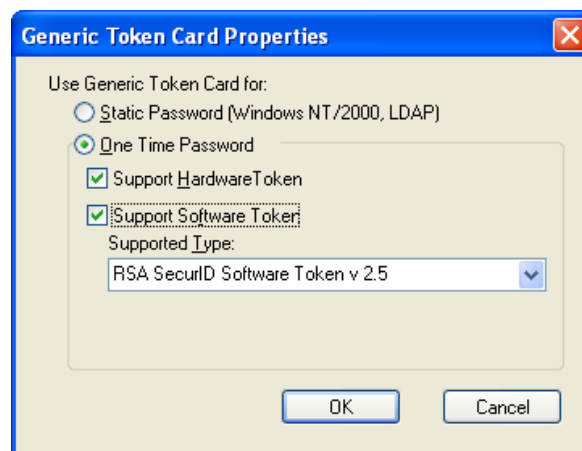 Generic Token Card Properties
Use Generic Token Card for:
Static Password (Windows NT/2000, LDAP)
One Time Password
Support HardwareToken
Support Software Token
Supported Type:
RSA SecurID Software Token v 2.5
OK Cancel